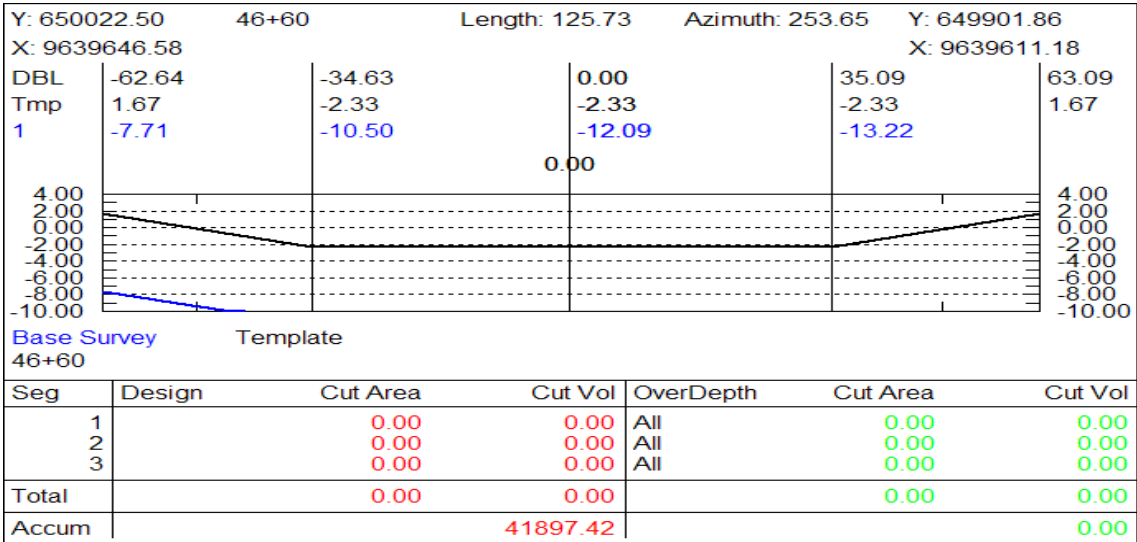 Y: 650022.50 46+60 Length: 125.73 Azimuth: 253.65 Y: 649901.86
X: 9639646.58 X: 9639611.18
DBL -62.64 -34.63 0.00 35.09 63.09
Tmp 1.67 -2.33 -2.33 -2.33 1.67
1 -7.71 -10.50 -12.09 -13.22
0.00
4.00 4.00
2.00 2.00
0.00 0.00
-2.00 -2.00
-4.00 -4.00
-6.00 -6.00
-8.00 -8.00
-10.00 -10.00
Base Survey Template
46+60
Seg Design Cut Area Cut Vol OverDepth Cut Area Cut Vol
1 0.00 0.00 All 0.00 0.00
2 0.00 0.00 All 0.00 0.00
3 0.00 0.00 All 0.00 0.00
Total 0.00 0.00 0.00 0.00
Accum 41897.42 0.00